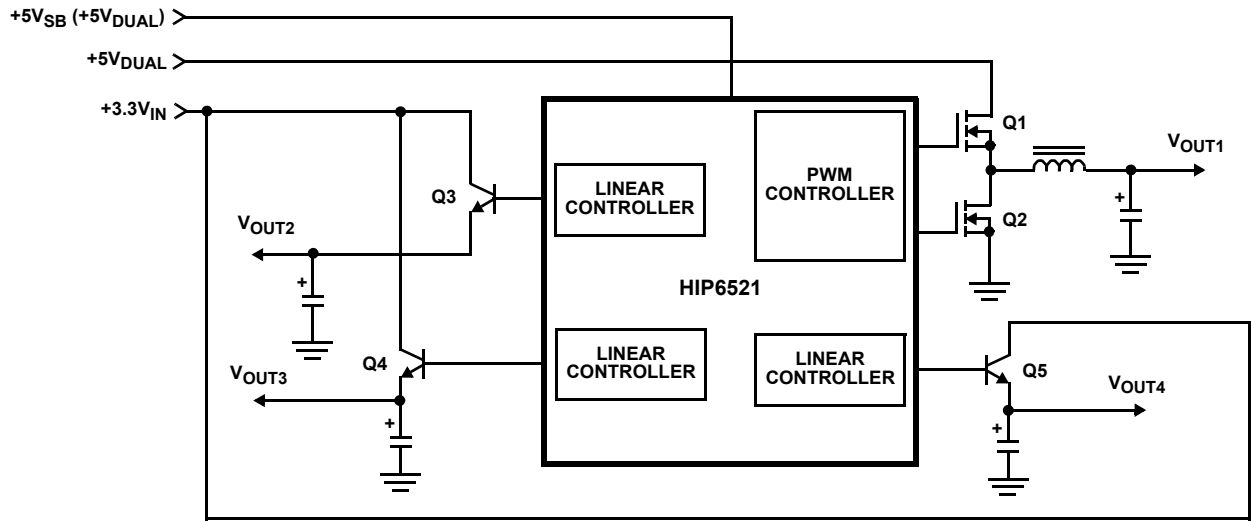 +5VSB (+5VDUAL)
+5VDUAL
+3.3VIN
Q1
VOUT1
PWM
CONTROLLER
LINEAR
CONTROLLER
Q3
+
Q2
VOUT2
+
HIP6521
LINEAR
CONTROLLER
LINEAR
CONTROLLER
Q4
Q5
VOUT3
VOUT4
+
+